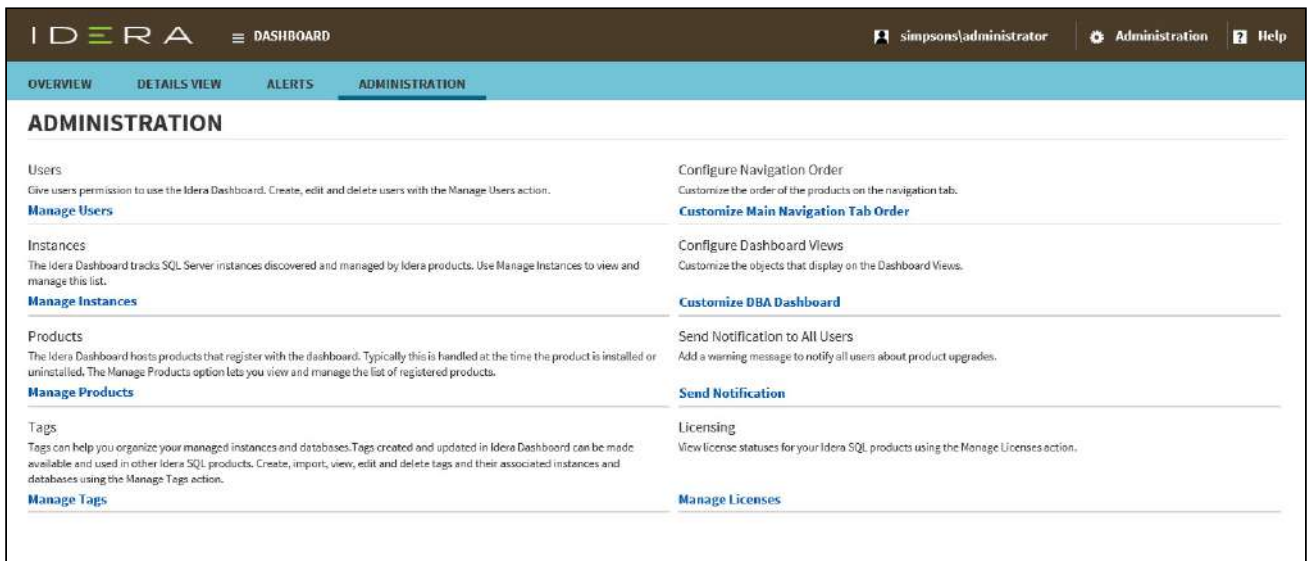 IDERA ≡ DASHBOARD simpsons\administrator Administration ? Help
OVERVIEW DETAILS VIEW ALERTS ADMINISTRATION
ADMINISTRATION
Users
Give users permission to use the Idera Dashboard. Create, edit and delete users with the Manage Users action.
Manage Users
Configure Navigation Order
Customize the order of the products on the navigation tab.
Customize Main Navigation Tab Order
Instances
The Idera Dashboard tracks SQL Server instances discovered and managed by Idera products. Use Manage Instances to view and
manage this list.
Manage Instances
Configure Dashboard Views
Customize the objects that display on the Dashboard Views.
Customize DBA Dashboard
Products
The Idera Dashboard hosts products that register with the dashboard. Typically this is handled at the time the product is installed or
uninstalled. The Manage Products option lets you view and manage the list of registered products.
Manage Products
Send Notification to All Users
Add a warning message to notify all users about product upgrades.
Send Notification
Tags
Tags can help you organize your managed instances and databases.Tags created and updated in Idera Dashboard can be made
available and used in other Idera SQL products. Create, import, view, edit and delete tags and their associated instances and
databases using the Manage Tags action.
Manage Tags
Licensing
View license statuses for your Idera SQL products using the Manage Licenses action.
Manage Licenses